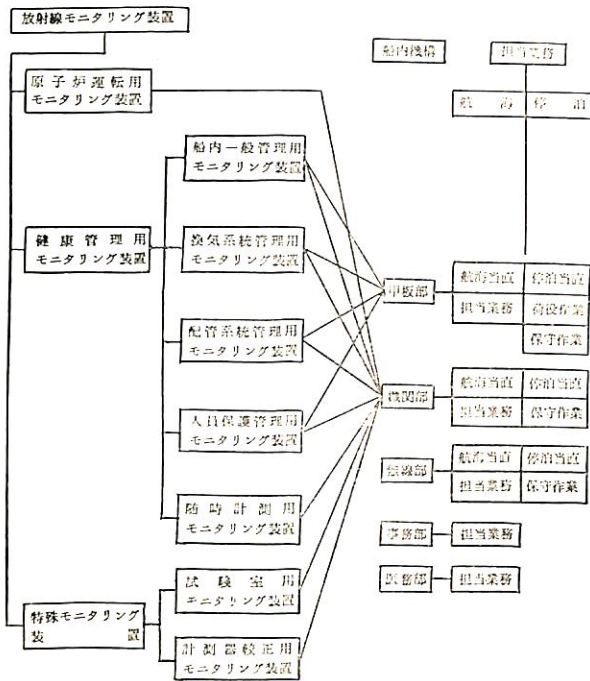 放射線モニタリング装置
原子炉運転用
モニタリング装置
船内一般管理用
モニタリング装置
健康管理用
モニタリング装置
換気系統管理用
モニタリング装置
配管系統管理用
モニタリング装置
人員保護管理用
モニタリング装置
随時計測用
モニタリング装置
特殊モニタリング
装置
試験室用
モニタリング装置
計測器較正用
モニタリング装置
船内機構
担当業務
航海 停泊
甲板部
航海当直 停泊当直
担当業務 荷役作業
保守作業
機関部
航海当直 停泊当直
担当業務 保守作業
無線部
航海当直 停泊当直
担当業務 保守作業
事務部 担当業務
医務部 担当業務